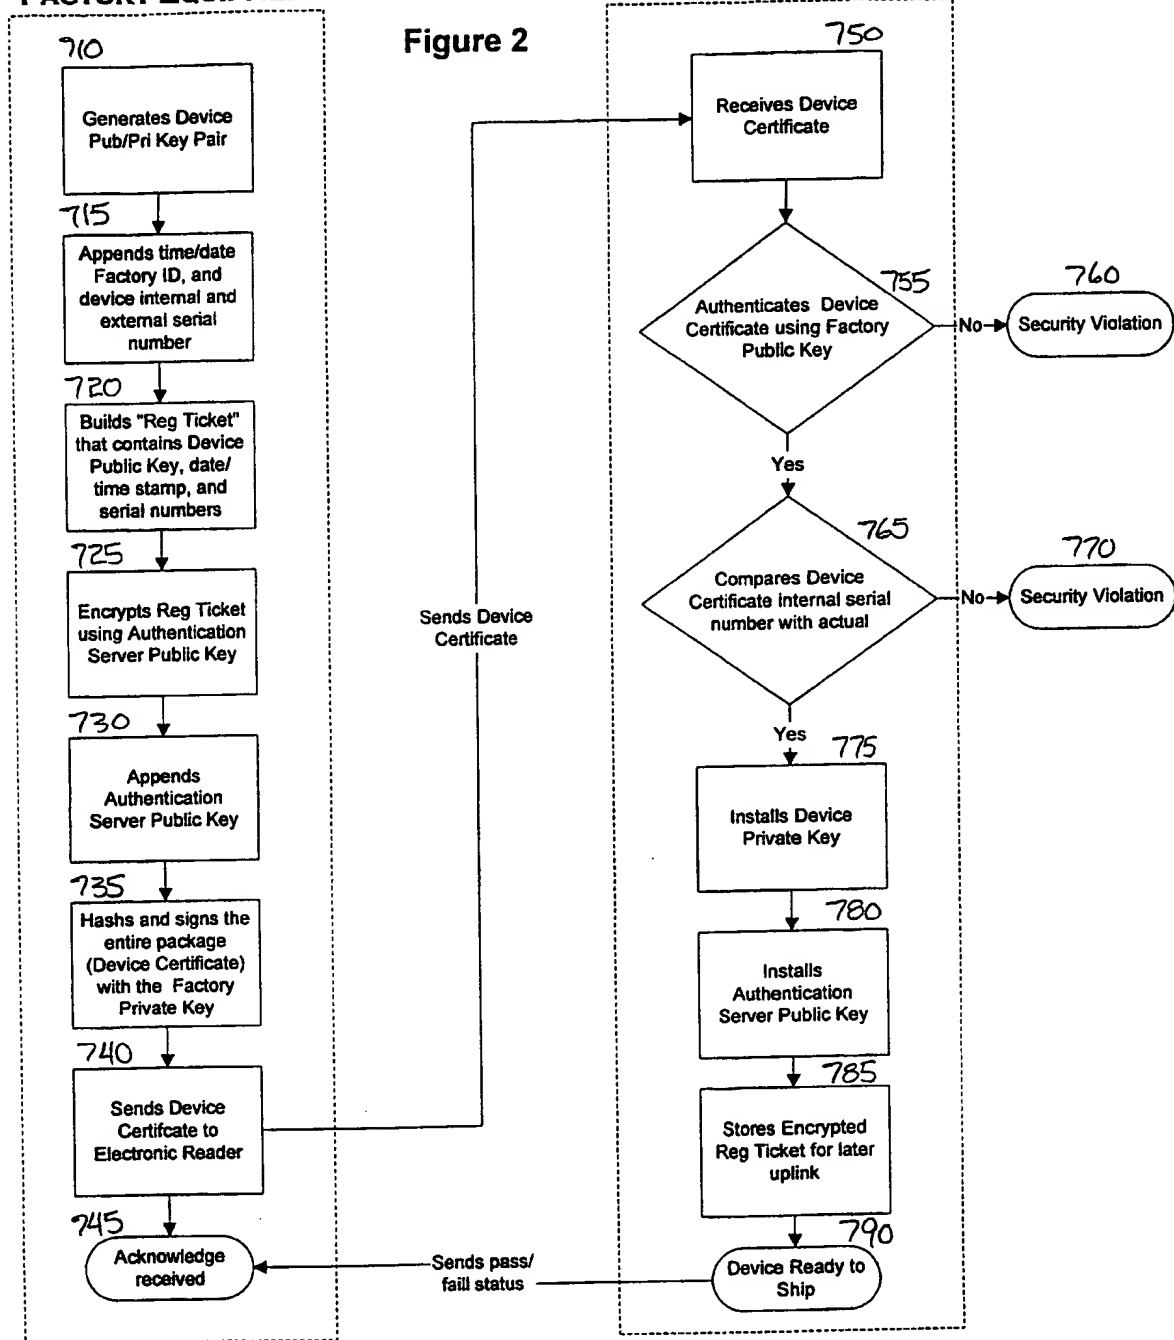 Figure 2
710
Generates Device
Pub/Pri Key Pair
715
Appends time/date
Factory ID, and
device internal and
external serial
number
720
Builds "Reg Ticket"
that contains Device
Public Key, date/
time stamp, and
serial numbers
725
Encrypts Reg Ticket
using Authentication
Server Public Key
730
Appends
Authentication
Server Public Key
735
Hashs and signs the
entire package
(Device Certificate)
with the Factory
Private Key
740
Sends Device
Certifcate to
Electronic Reader
745
Acknowledge
received
Sends Device
Certificate
750
Receives Device
Certificate
755
Authenticates Device
Certificate using Factory
Public Key
No
760
Security Violation
Yes
765
Compares Device
Certificate internal serial
number with actual
No
770
Security Violation
Yes
775
Installs Device
Private Key
780
Installs
Authentication
Server Public Key
785
Stores Encrypted
Reg Ticket for later
uplink
790
Device Ready to
Ship
Sends pass/
faill status